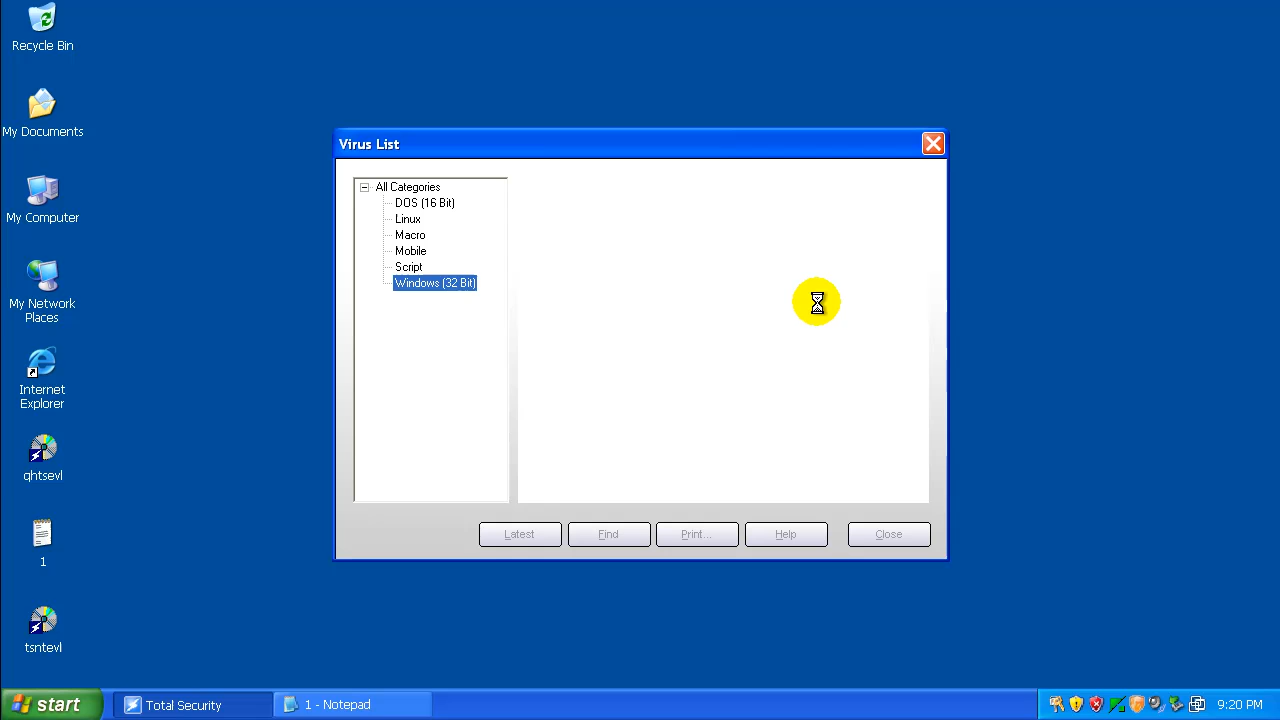 Recycle Bin
My Documents
My Computer
My Network
Places
Internet
Explorer
qhtsevl
1
tsntevl
Virus List
All Categories
DOS (16 Bit)
Linux
Macro
Mobile
Script
Windows (32 Bit)
Latest
Find
Print...
Help
Close
start
Total Security
1 - Notepad
9:20 PM